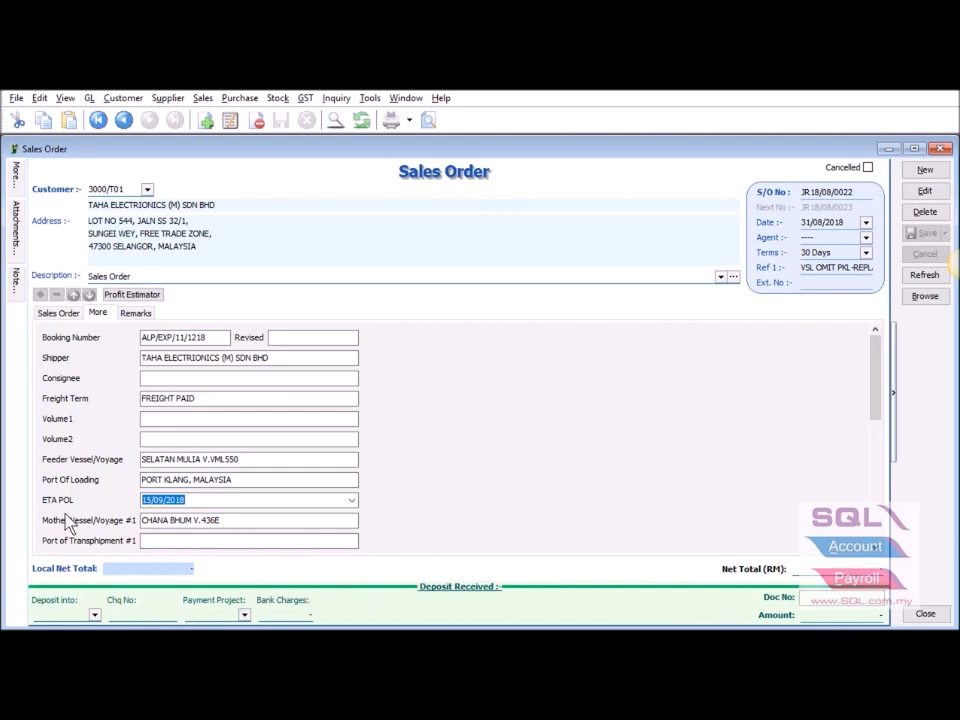 File Edit View GL Customer Supplier Sales Purchase Stock GST Inquiry Tools Window Help
Sales Order
More...
Attachments...
Note...
Sales Order
Cancelled
Customer :- 3000/T01
TAHA ELECTRIONICS (M) SDN BHD
Address :- LOT NO 544, JALN SS 32/1,
SUNGEI WEY, FREE TRADE ZONE,
47300 SELANGOR, MALAYSIA
Description :- Sales Order
S/O No : JR18/08/0022
Next No : JR18/08/0023
Date :- 31/08/2018
Agent :- ----
Terms :- 30 Days
Ref 1 :- VSL OMIT PKL-REPL
Ext. No :-
New
Edit
Delete
Save
Cancel
Refresh
Browse
Profit Estimator
Sales Order More Remarks
Booking Number ALP/EXP/11/1218 Revised
Shipper TAHA ELECTRIONICS (M) SDN BHD
Consignee
Freight Term FREIGHT PAID
Volume1
Volume2
Feeder Vessel/Voyage SELATAN MULIA V.VML550
Port Of Loading PORT KLANG, MALAYSIA
ETA POL 15/09/2018
Mother Vessel/Voyage #1 CHANA BHUM V.436E
Port of Transphipment #1
Local Net Total: -
Net Total (RM): -
Deposit Received :-
Deposit into: Chq No: Payment Project: Bank Charges: -
Doc No:
Amount: -
Close
SQL
Account
Payroll
www.SQL.com.my